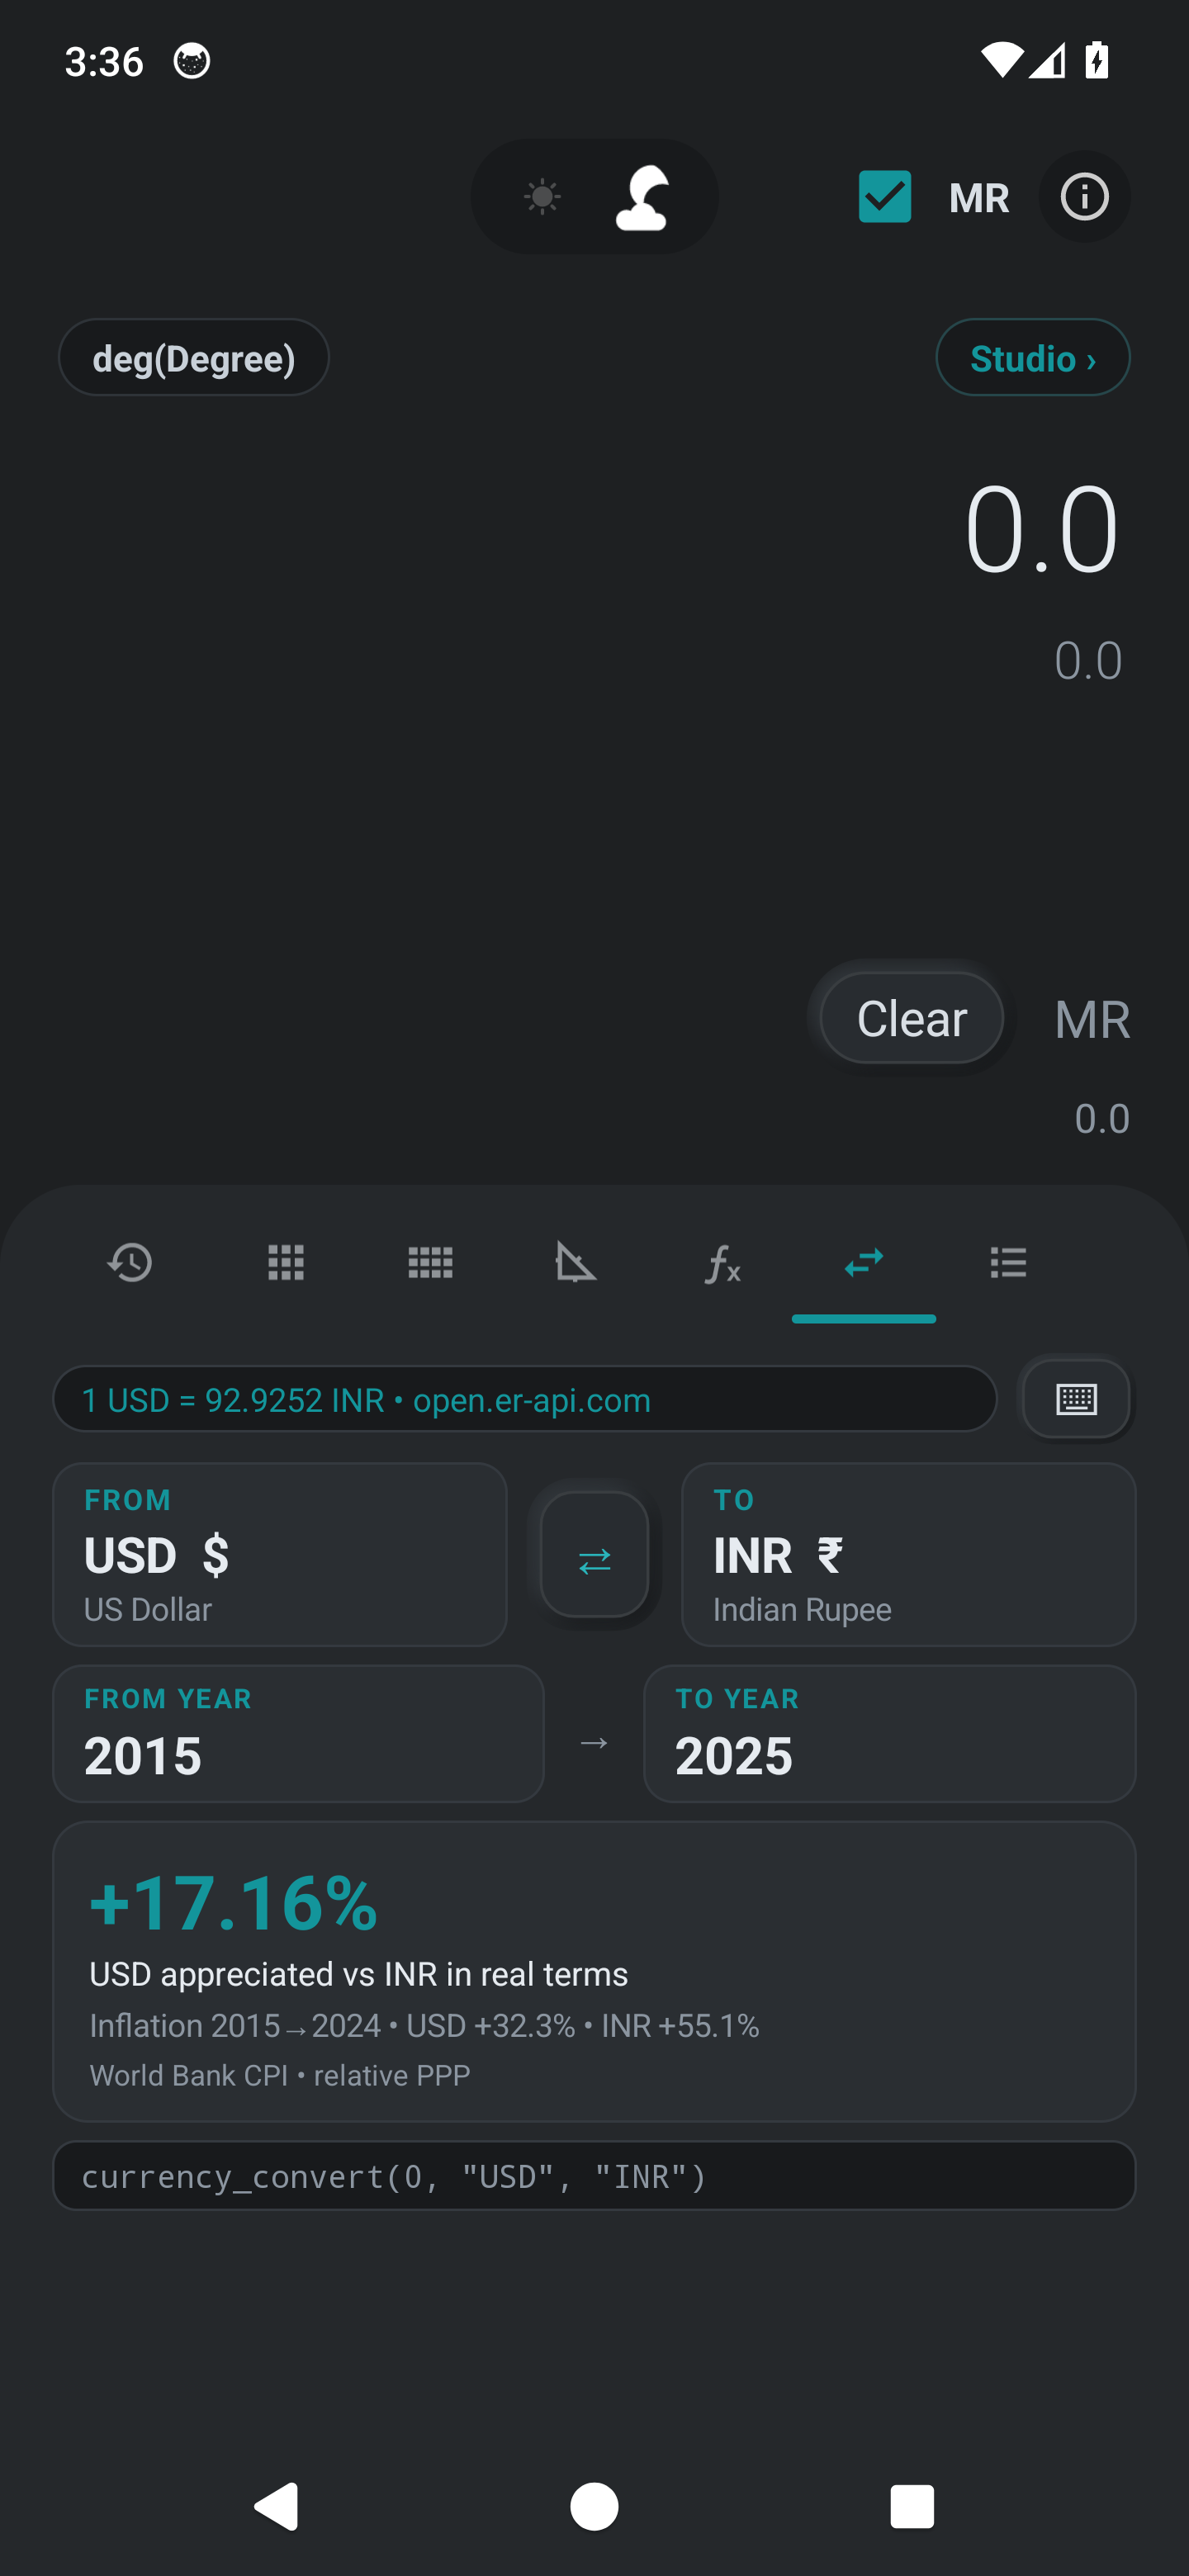 3:36
MR
deg(Degree)
Studio ›
0.0
0.0
Clear
MR
0.0
fx
1 USD = 92.9252 INR • open.er-api.com
FROM
USD $
US Dollar
⇄
TO
INR ₹
Indian Rupee
FROM YEAR
2015
→
TO YEAR
2025
+17.16%
USD appreciated vs INR in real terms
Inflation 2015→2024 • USD +32.3% • INR +55.1%
World Bank CPI • relative PPP
currency_convert(0, "USD", "INR")